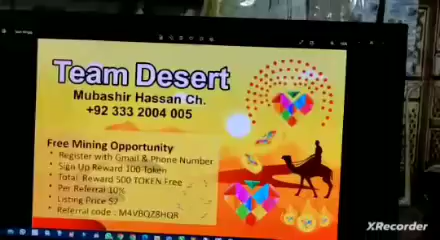 Team Desert
Mubashir Hassan Ch.
+92 333 2004 005
Free Mining Opportunity
• Register with Gmail & Phone Number
• Sign Up Reward 100 Token
• Total Reward 500 TOKEN Free
• Per Referral 10%
• Listing Price
• Referral code : M4VBQZ8HQR
XRecorder